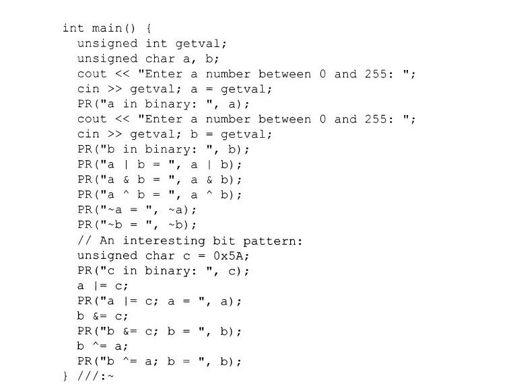 int main() {
  unsigned int getval;
  unsigned char a, b;
  cout << "Enter a number between 0 and 255: ";
  cin >> getval; a = getval;
  PR("a in binary: ", a);
  cout << "Enter a number between 0 and 255: ";
  cin >> getval; b = getval;
  PR("b in binary: ", b);
  PR("a | b = ", a | b);
  PR("a & b = ", a & b);
  PR("a ^ b = ", a ^ b);
  PR("~a = ", ~a);
  PR("~b = ", ~b);
  // An interesting bit pattern:
  unsigned char c = 0x5A;
  PR("c in binary: ", c);
  a |= c;
  PR("a |= c; a = ", a);
  b &= c;
  PR("b &= c; b = ", b);
  b ^= a;
  PR("b ^= a; b = ", b);
} ///:~